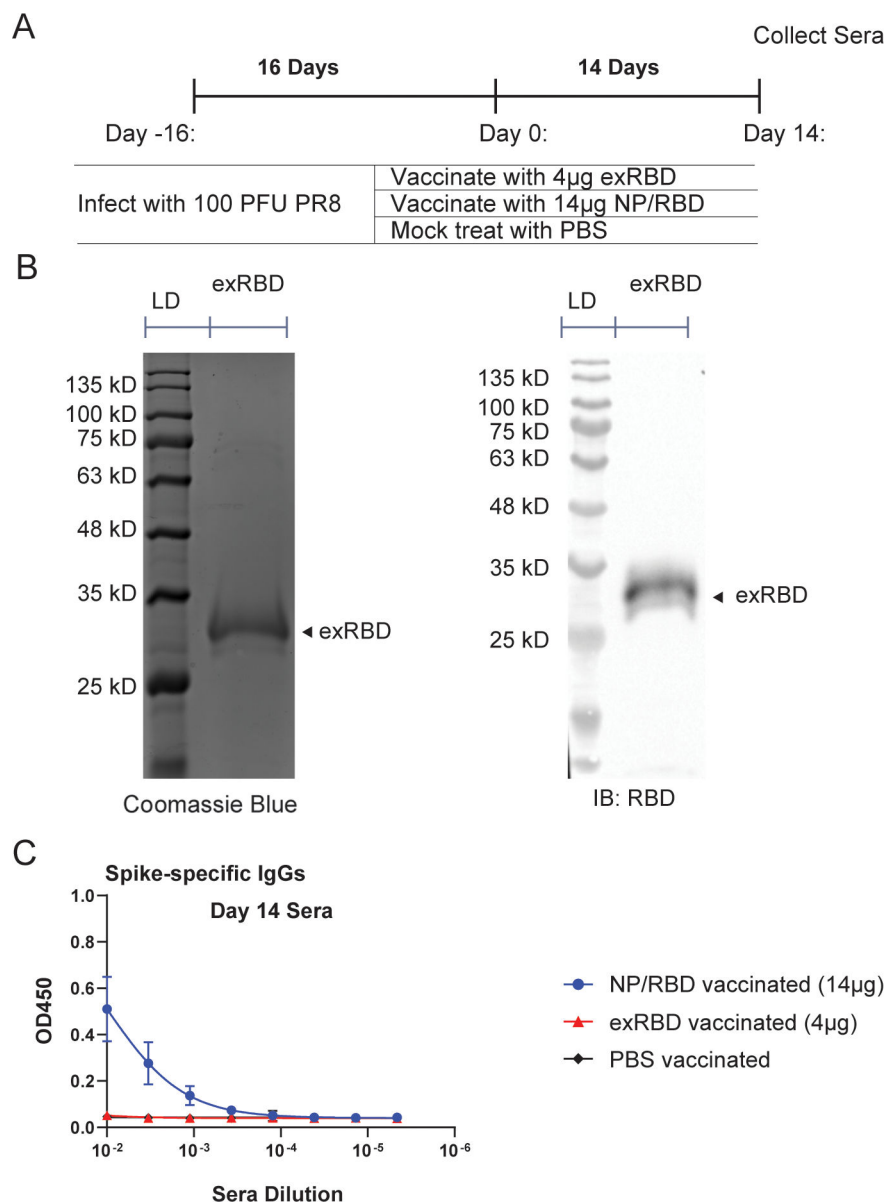 A
Collect Sera
16 Days
14 Days
Day -16:
Day 0:
Day 14:
Infect with 100 PFU PR8
Vaccinate with 4µg exRBD
Vaccinate with 14µg NP/RBD
Mock treat with PBS
B
LD
exRBD
135 kD
100 kD
75 kD
63 kD
48 kD
35 kD
25 kD
exRBD
Coomassie Blue
LD
exRBD
135 kD
100 kD
75 kD
63 kD
48 kD
35 kD
25 kD
exRBD
IB: RBD
C
Spike-specific IgGs
Day 14 Sera
OD450
1.0
0.8
0.6
0.4
0.2
0.0
10⁻² 10⁻³ 10⁻⁴ 10⁻⁵ 10⁻⁶
Sera Dilution
NP/RBD vaccinated (14µg)
exRBD vaccinated (4µg)
PBS vaccinated